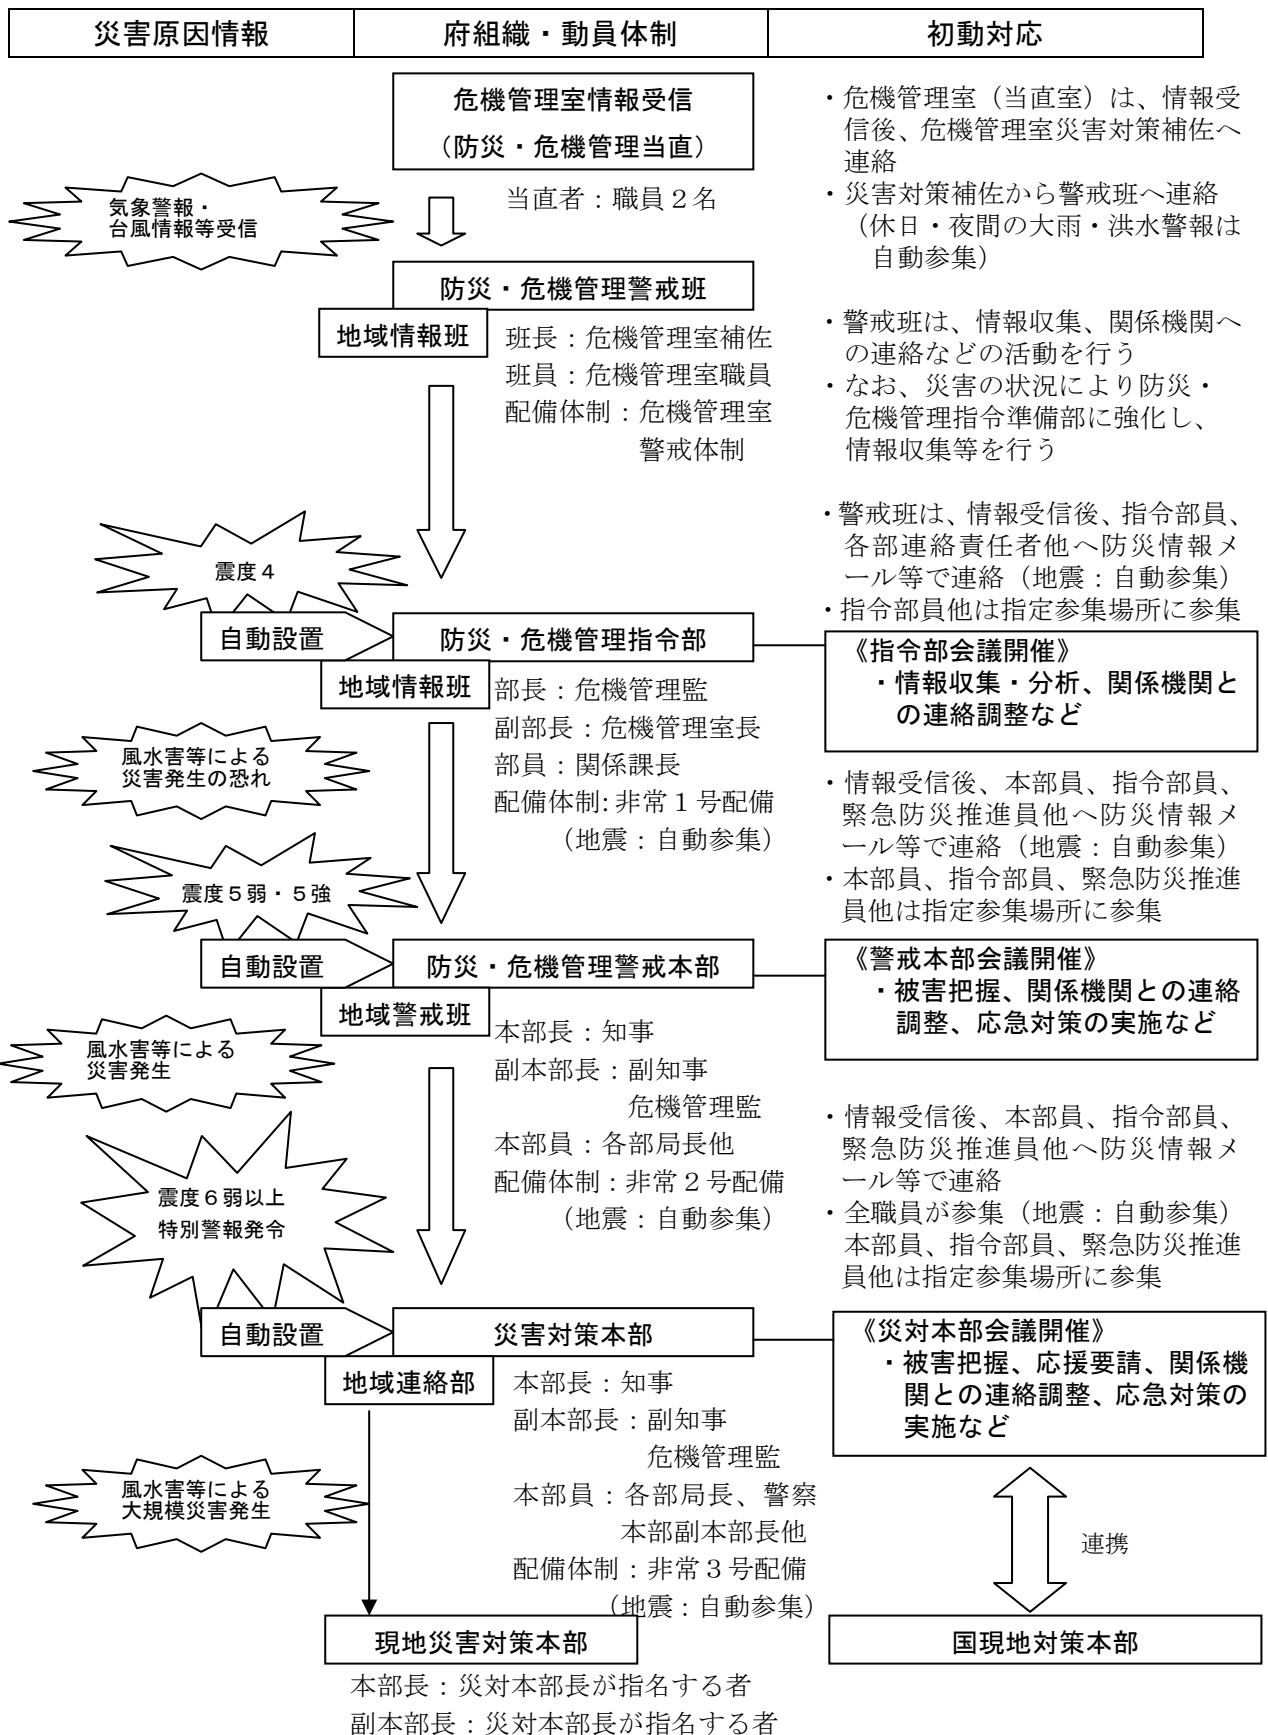 災害原因情報
府組織・動員体制
初動対応
危機管理室情報受信
(防災・危機管理当直)
当直者：職員２名
・危機管理室（当直室）は、情報受
信後、危機管理室災害対策補佐へ
連絡
・災害対策補佐から警戒班へ連絡
（休日・夜間の大雨・洪水警報は
自動参集）
気象警報・
台風情報等受信
防災・危機管理警戒班
地域情報班
班長：危機管理室補佐
班員：危機管理室職員
配備体制：危機管理室
警戒体制
・警戒班は、情報収集、関係機関へ
の連絡などの活動を行う
・なお、災害の状況により防災・
危機管理指令準備部に強化し、
情報収集等を行う
震度４
・警戒班は、情報受信後、指令部員、
各部連絡責任者他へ防災情報メ
ール等で連絡（地震：自動参集）
・指令部員他は指定参集場所に参集
自動設置
防災・危機管理指令部
地域情報班
部長：危機管理監
副部長：危機管理室長
部員：関係課長
配備体制:非常１号配備
（地震：自動参集）
《指令部会議開催》
・情報収集・分析、関係機関と
の連絡調整など
風水害等による
災害発生の恐れ
・情報受信後、本部員、指令部員、
緊急防災推進員他へ防災情報メ
ール等で連絡（地震：自動参集）
・本部員、指令部員、緊急防災推進
員他は指定参集場所に参集
震度５弱・５強
自動設置
防災・危機管理警戒本部
地域警戒班
本部長：知事
副本部長：副知事
危機管理監
本部員：各部局長他
配備体制：非常２号配備
（地震：自動参集）
《警戒本部会議開催》
・被害把握、関係機関との連絡
調整、応急対策の実施など
風水害等による
災害発生
・情報受信後、本部員、指令部員、
緊急防災推進員他へ防災情報メ
ール等で連絡
・全職員が参集（地震：自動参集）
本部員、指令部員、緊急防災推進
員他は指定参集場所に参集
震度６弱以上
特別警報発令
自動設置
災害対策本部
地域連絡部
本部長：知事
副本部長：副知事
危機管理監
本部員：各部局長、警察
本部副本部長他
配備体制：非常３号配備
（地震：自動参集）
《災対本部会議開催》
・被害把握、応援要請、関係機
関との連絡調整、応急対策の
実施など
風水害等による
大規模災害発生
連携
現地災害対策本部
国現地対策本部
本部長：災対本部長が指名する者
副本部長：災対本部長が指名する者